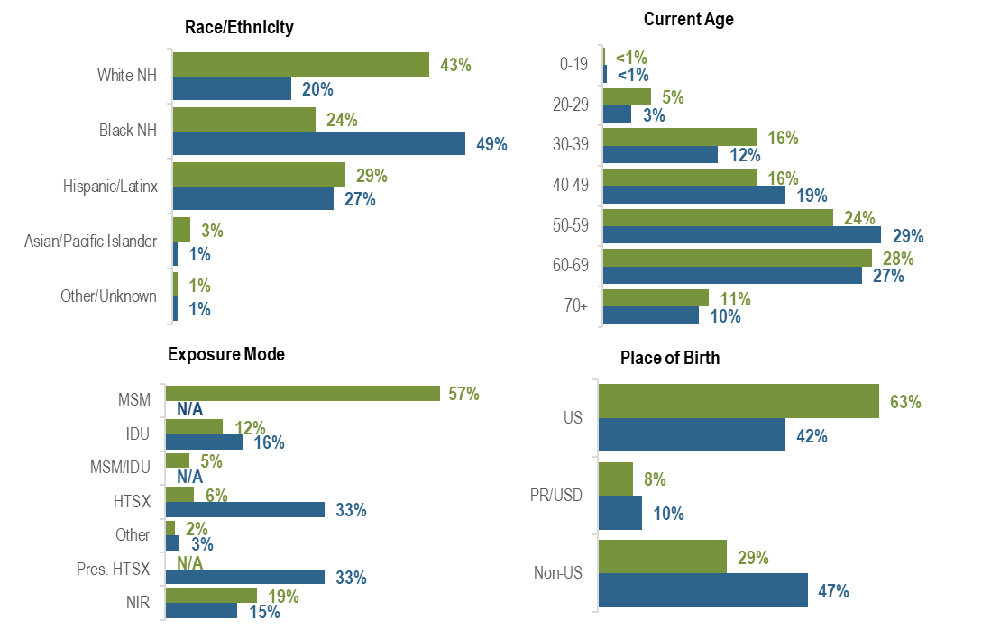 Race/Ethnicity
White NH
43%
20%
Black NH
24%
49%
Hispanic/Latinx
29%
27%
Asian/Pacific Islander
3%
1%
Other/Unknown
1%
1%
Current Age
0-19
<1%
<1%
20-29
5%
3%
30-39
16%
12%
40-49
16%
19%
50-59
24%
29%
60-69
28%
27%
70+
11%
10%
Exposure Mode
MSM
57%
N/A
IDU
12%
16%
MSM/IDU
5%
N/A
HTSX
6%
33%
Other
2%
3%
Pres. HTSX
N/A
33%
NIR
19%
15%
Place of Birth
US
63%
42%
PR/USD
8%
10%
Non-US
29%
47%